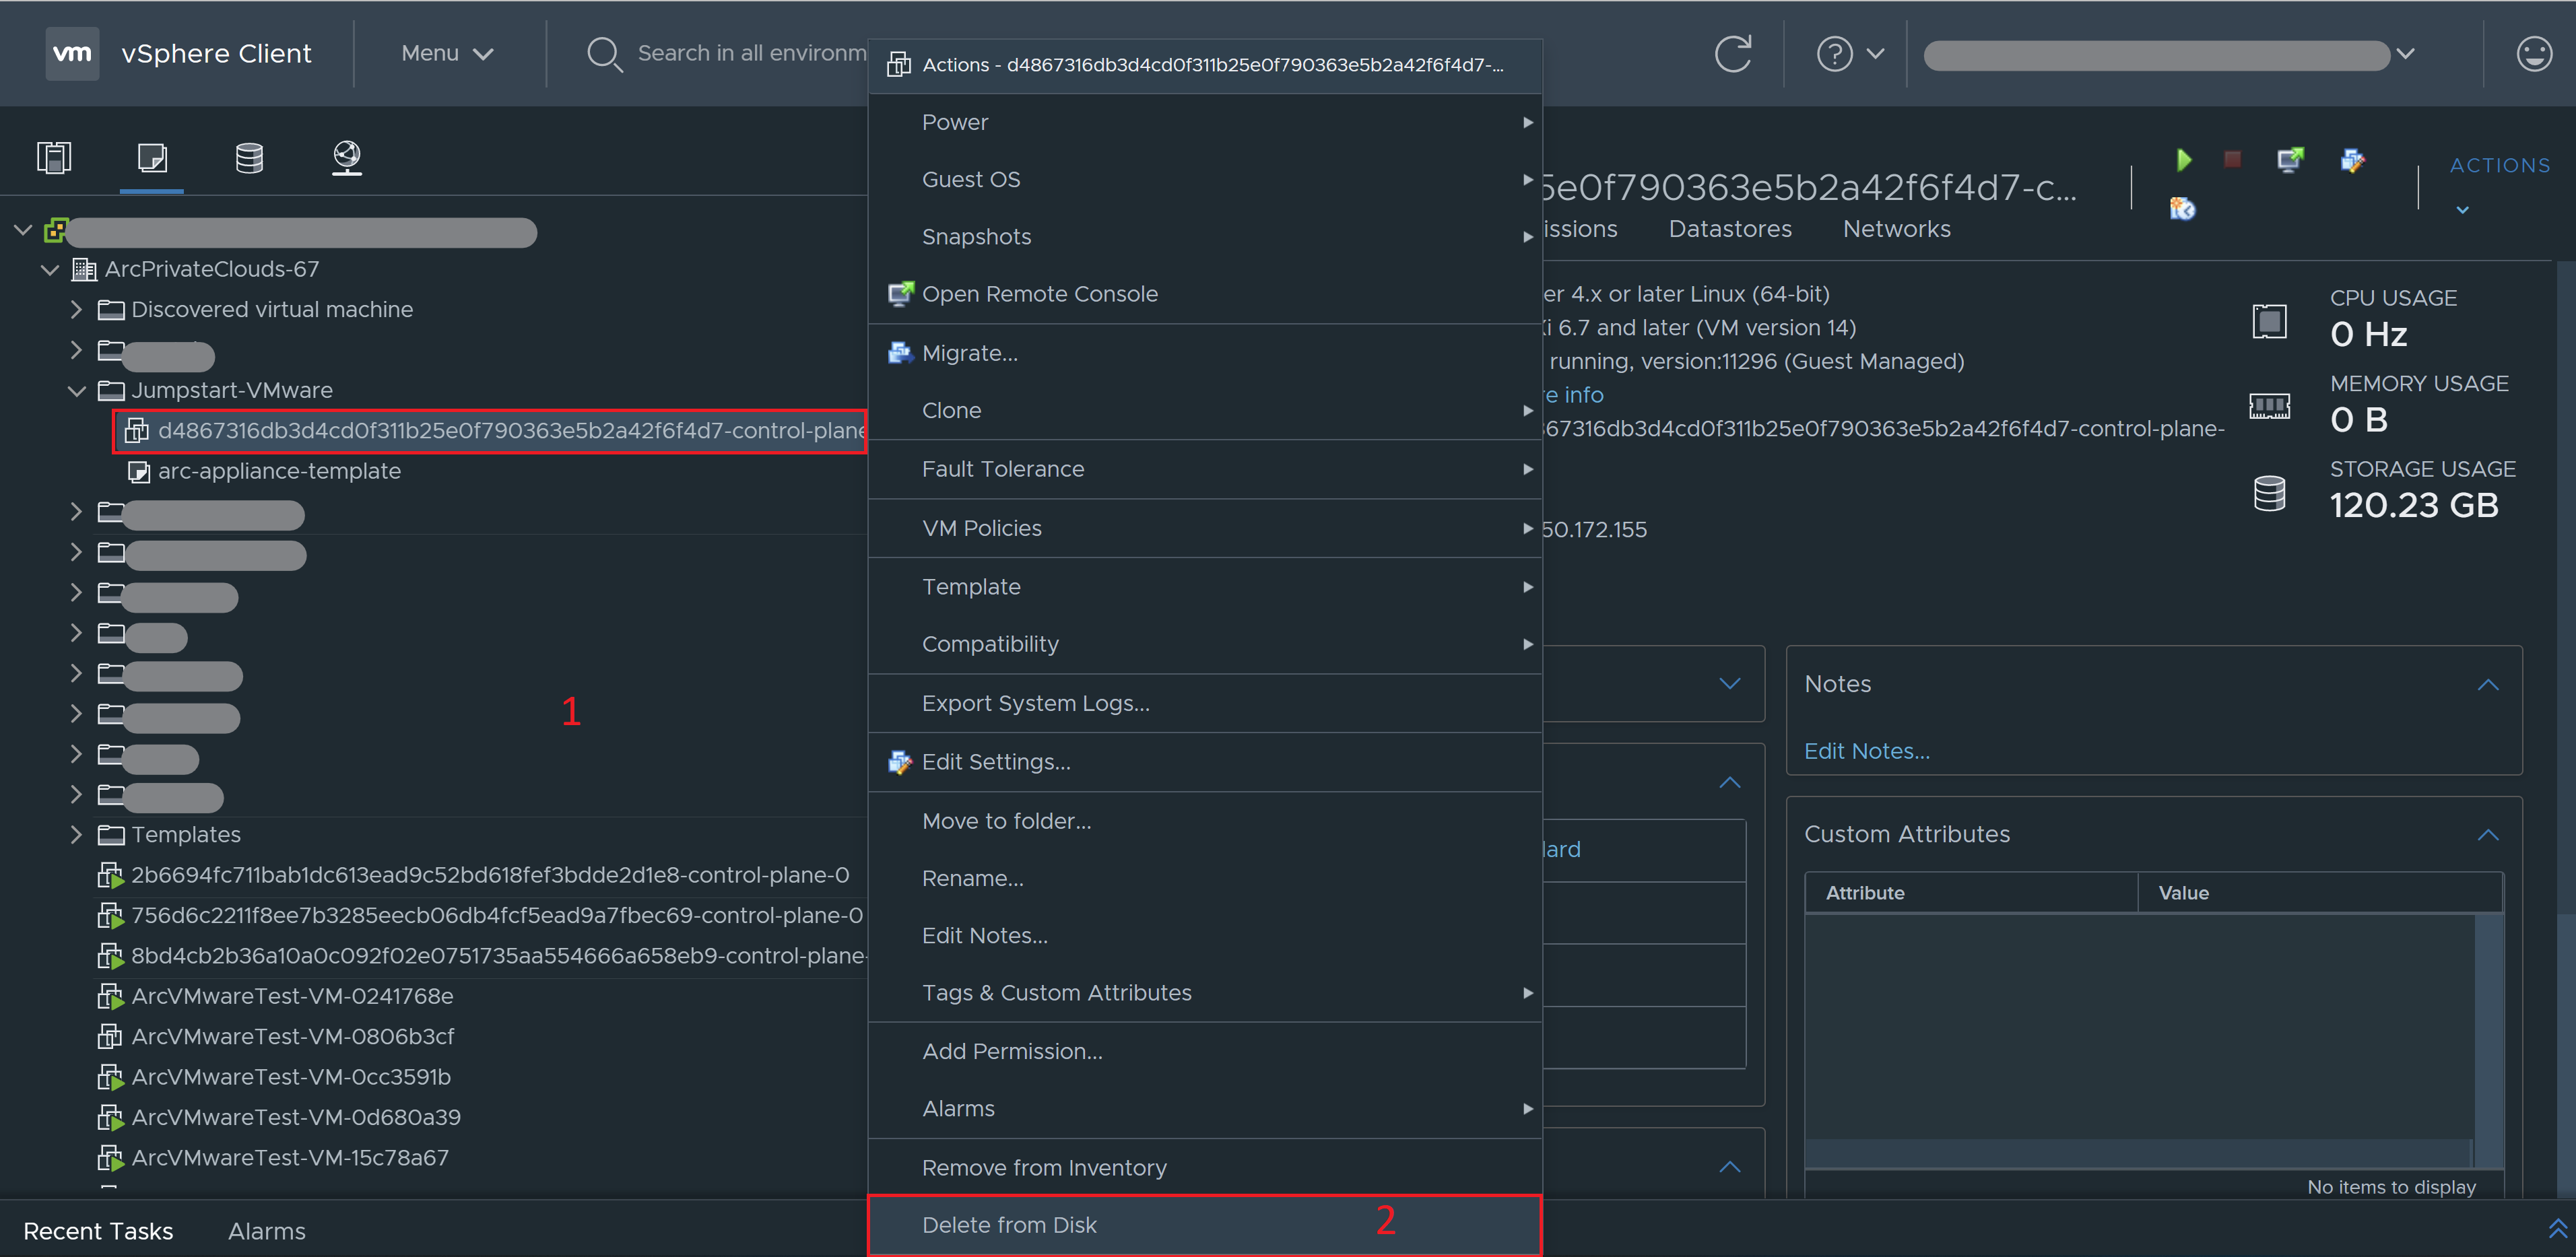 vm vSphere Client Menu Search in all environm
Actions - d4867316db3d4cd0f311b25e0f790363e5b2a42f6f4d7-...
Power
Guest OS
Snapshots
Open Remote Console
Migrate...
Clone
Fault Tolerance
VM Policies
Template
Compatibility
Export System Logs...
Edit Settings...
Move to folder...
Rename...
Edit Notes...
Tags & Custom Attributes
Add Permission...
Alarms
Remove from Inventory
Delete from Disk 2
ArcPrivateClouds-67
Discovered virtual machine
Jumpstart-VMware
d4867316db3d4cd0f311b25e0f790363e5b2a42f6f4d7-control-plane
arc-appliance-template
1
Templates
2b6694fc711bab1dc613ead9c52bd618fef3bdde2d1e8-control-plane-0
756d6c2211f8ee7b3285eecb06db4fcf5ead9a7fbec69-control-plane-0
8bd4cb2b36a10a0c092f02e0751735aa554666a658eb9-control-plane-
ArcVMwareTest-VM-0241768e
ArcVMwareTest-VM-0806b3cf
ArcVMwareTest-VM-0cc3591b
ArcVMwareTest-VM-0d680a39
ArcVMwareTest-VM-15c78a67
5e0f790363e5b2a42f6f4d7-c...
ACTIONS
issions Datastores Networks
er 4.x or later Linux (64-bit)
i 6.7 and later (VM version 14)
running, version:11296 (Guest Managed)
re info
67316db3d4cd0f311b25e0f790363e5b2a42f6f4d7-control-plane-
50.172.155
CPU USAGE
0 Hz
MEMORY USAGE
0 B
STORAGE USAGE
120.23 GB
lard
Notes
Edit Notes...
Custom Attributes
Attribute Value
No items to display
Recent Tasks Alarms